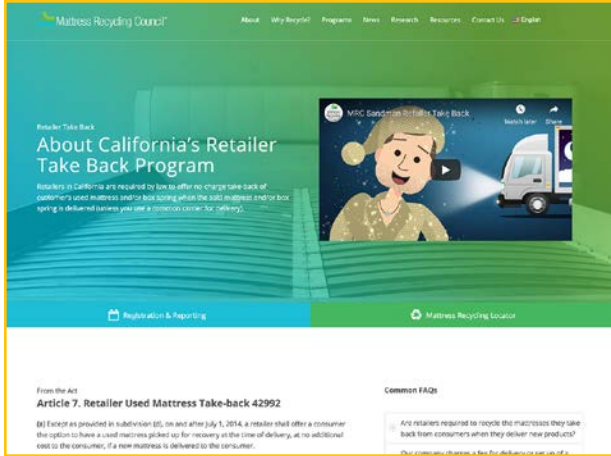 Mattress Recycling Council
About Why Recycle? Programs News Research Resources Contact Us English
MRC Sandman Retailer Take Back
Watch later Share
Retailer Take Back
About California's Retailer
Take Back Program
Retailers in California are required by law to offer no-charge take-back of
customer's used mattress and/or box spring when the sold mattress and/or box
spring is delivered (unless you use a common carrier for delivery).
Registration & Reporting
Mattress Recycling Locator
From the Act
Article 7. Retailer Used Mattress Take-back 42992
(a) Except as provided in subdivision (d), on and after July 1, 2014, a retailer shall offer a consumer
the option to have a used mattress picked up for recovery at the time of delivery, at no additional
cost to the consumer, if a new mattress is delivered to the consumer.
Common FAQs
Are retailers required to recycle the mattresses they take
back from consumers when they deliver new products?
Our company charges a fee for delivery or set up of a